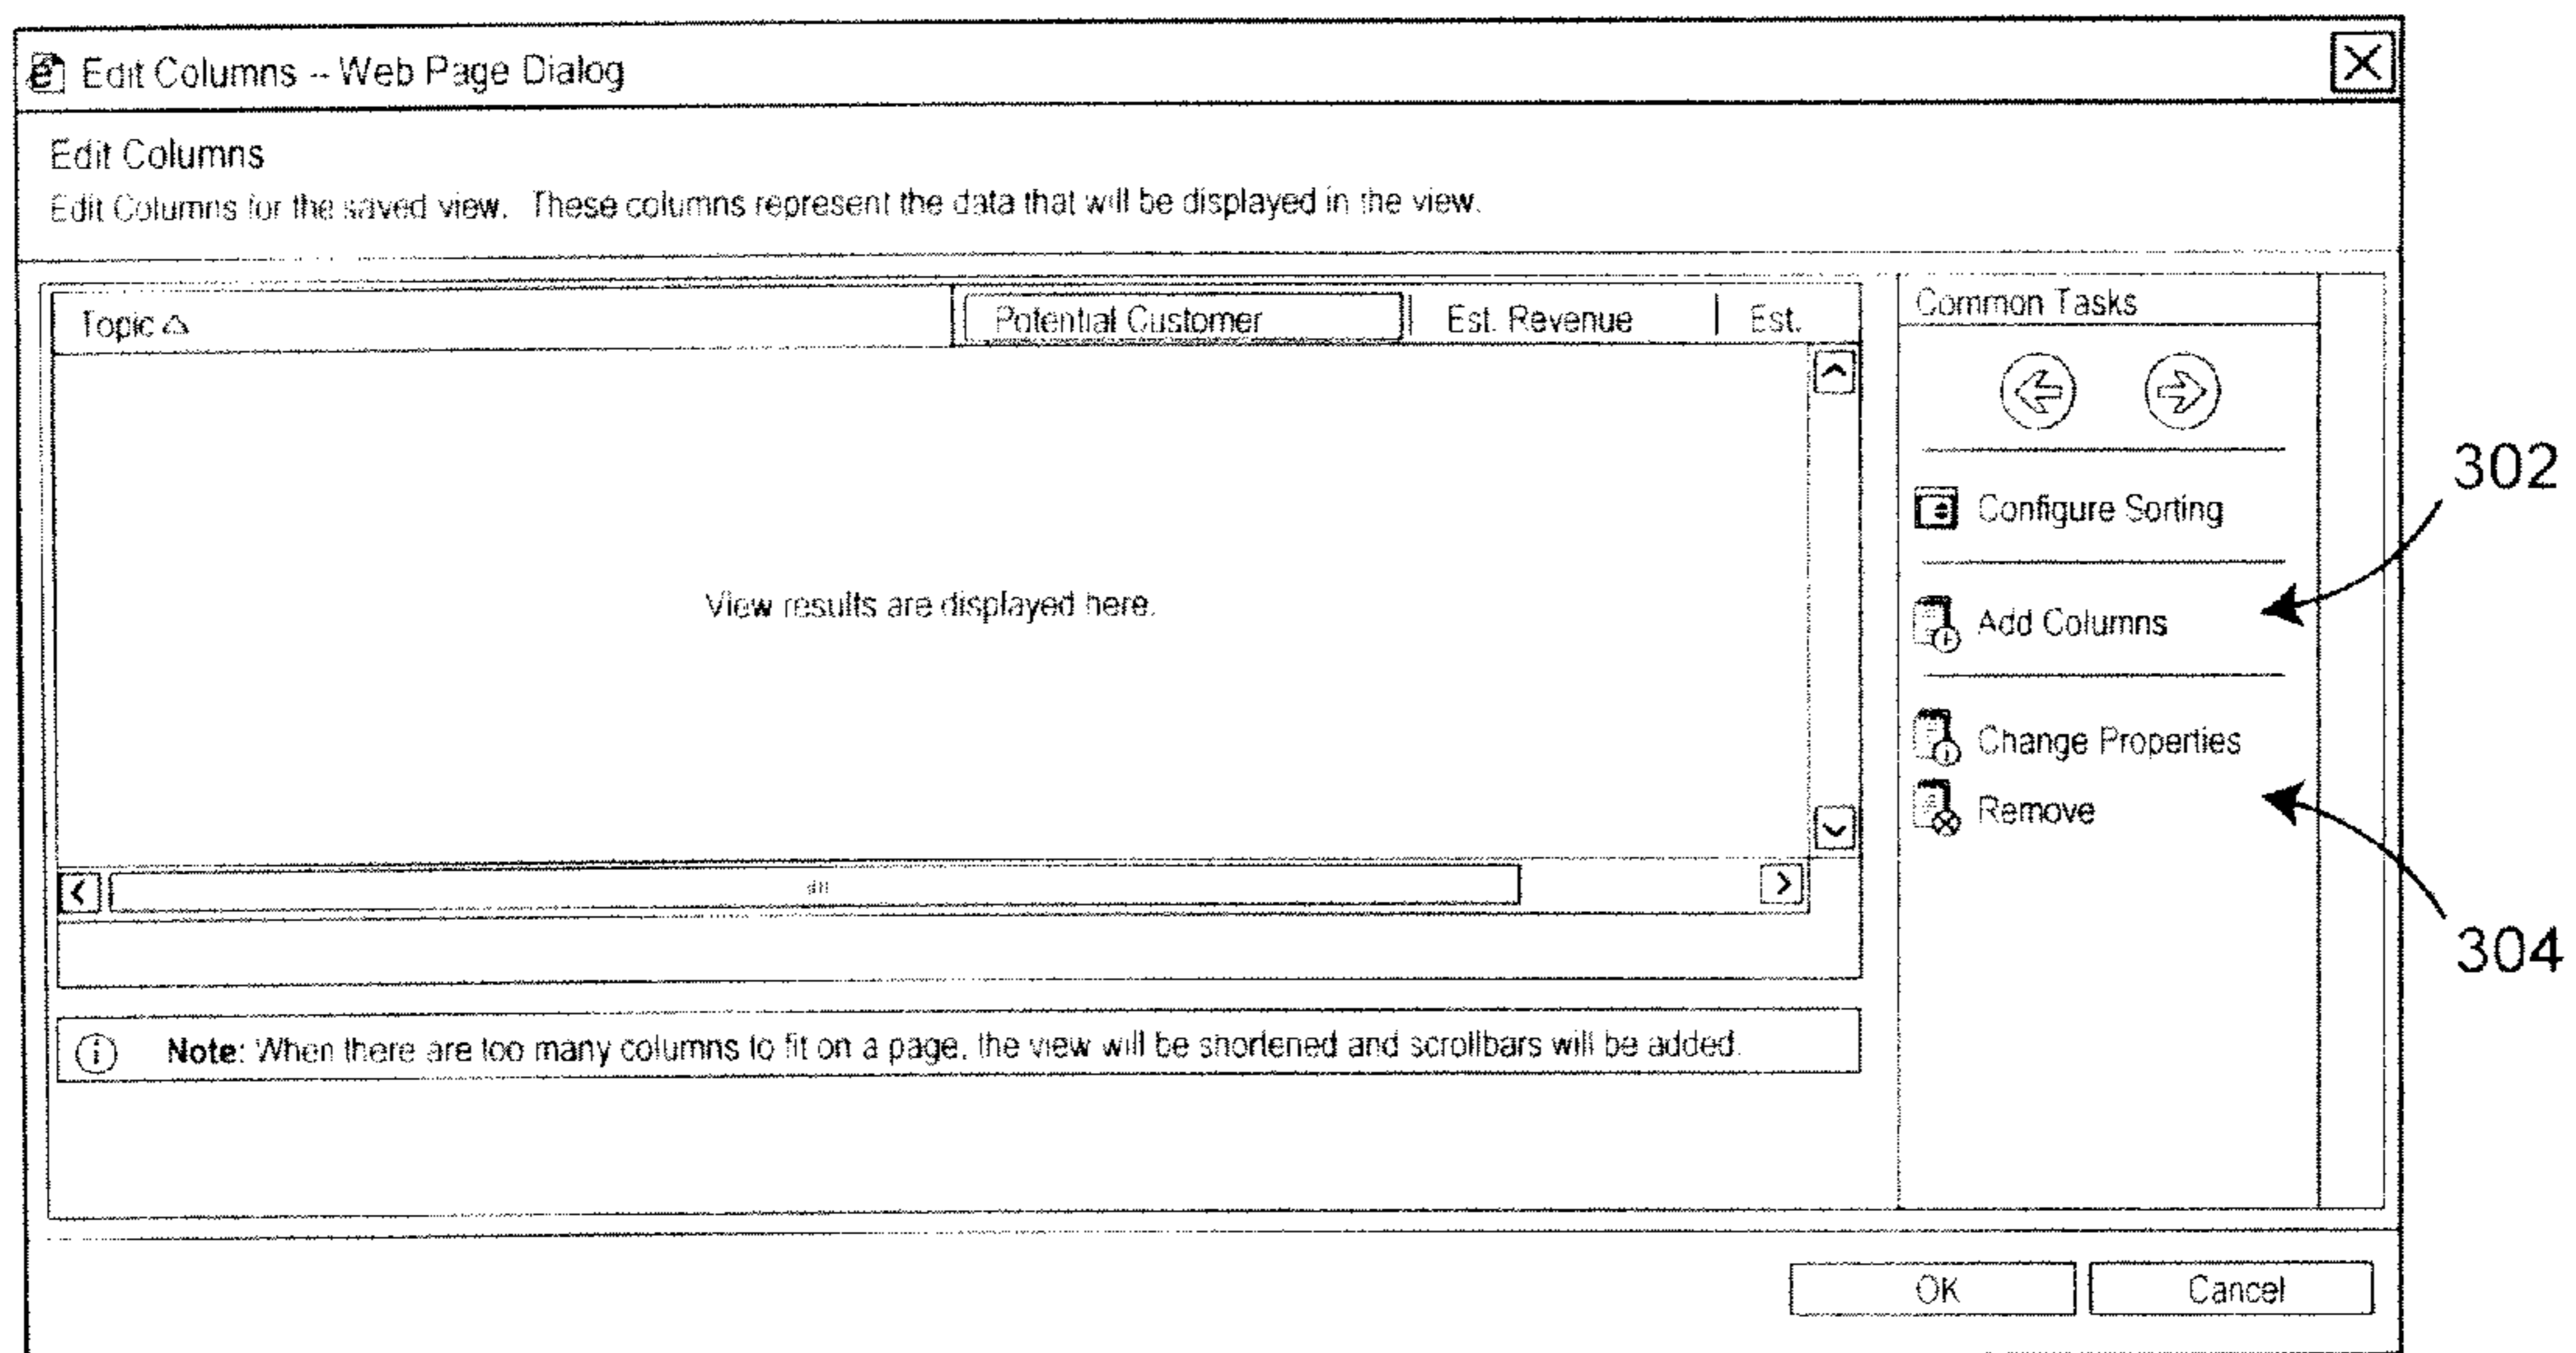 Edit Columns -- Web Page Dialog
Edit Columns
Edit Columns for the saved view. These columns represent the data that will be displayed in the view.
Topic Potential Customer Est. Revenue Est.
Common Tasks
302
Configure Sorting
Add Columns
View results are displayed here.
Change Properties
Remove
304
Note: When there are too many columns to fit on a page, the view will be shortened and scrollbars will be added.
OK Cancel